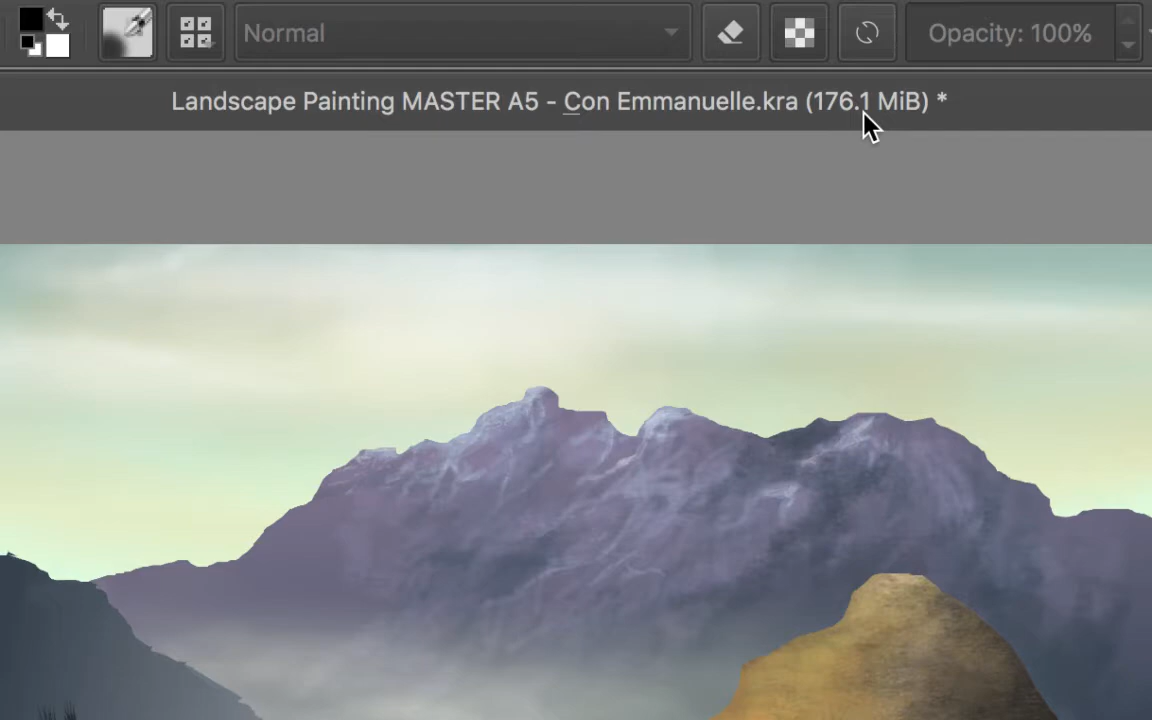 Normal
Opacity: 100%
Landscape Painting MASTER A5 - Con Emmanuelle.kra (176.1 MiB) *